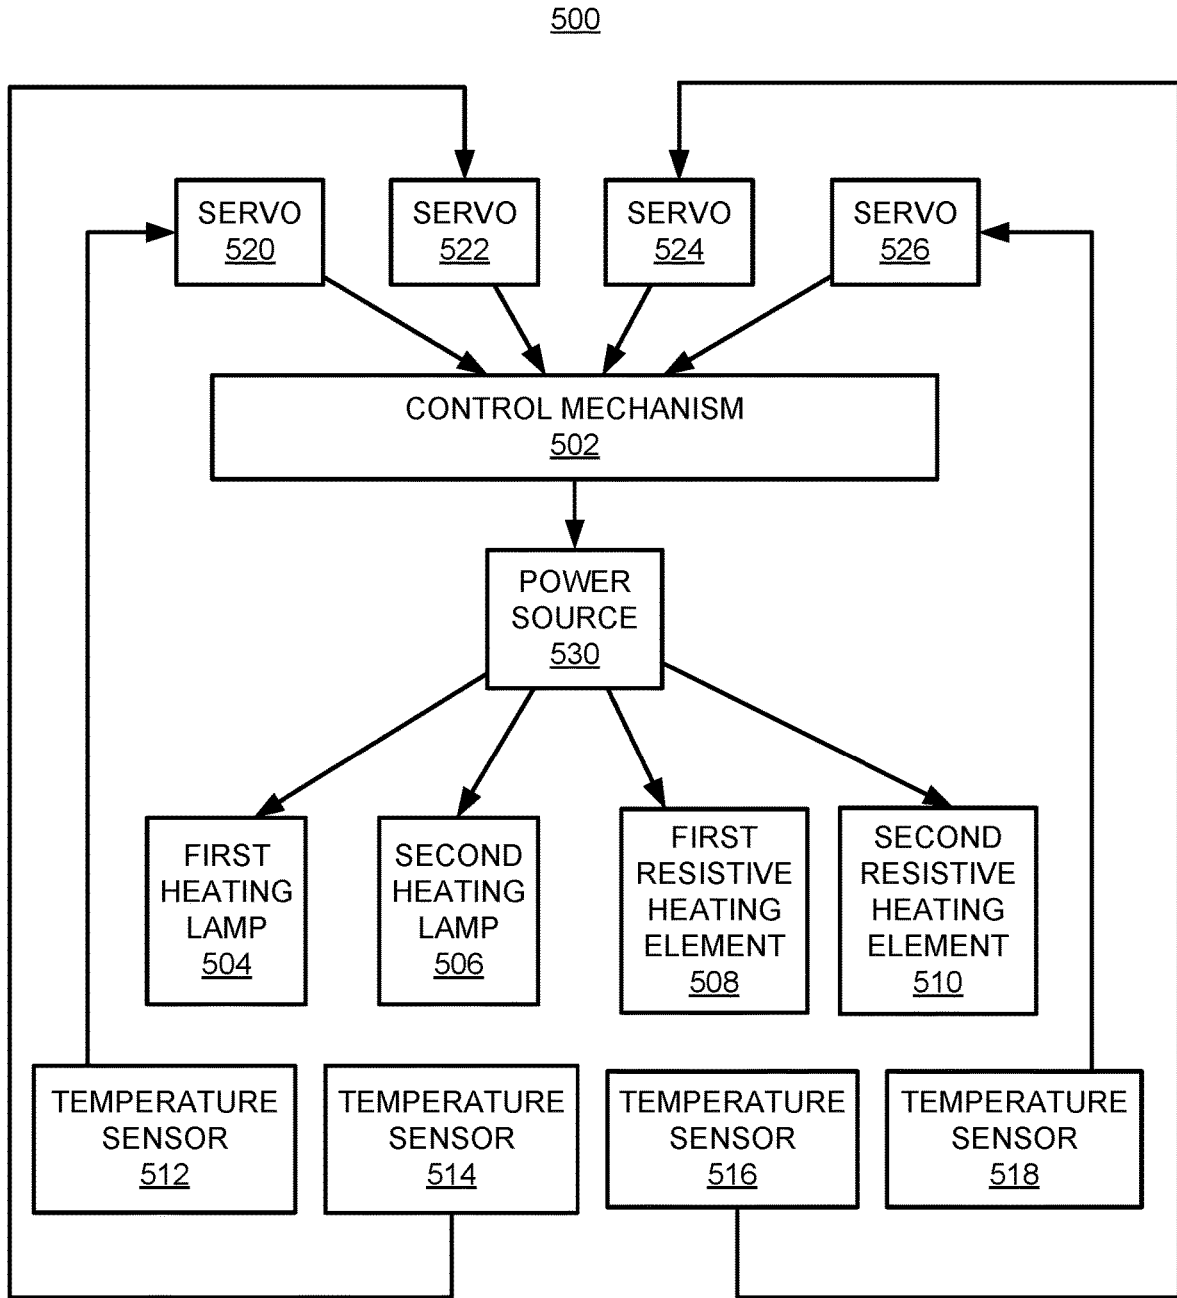 500
SERVO
520
SERVO
522
SERVO
524
SERVO
526
CONTROL MECHANISM
502
POWER
SOURCE
530
FIRST
HEATING
LAMP
504
SECOND
HEATING
LAMP
506
FIRST
RESISTIVE
HEATING
ELEMENT
508
SECOND
RESISTIVE
HEATING
ELEMENT
510
TEMPERATURE
SENSOR
512
TEMPERATURE
SENSOR
514
TEMPERATURE
SENSOR
516
TEMPERATURE
SENSOR
518